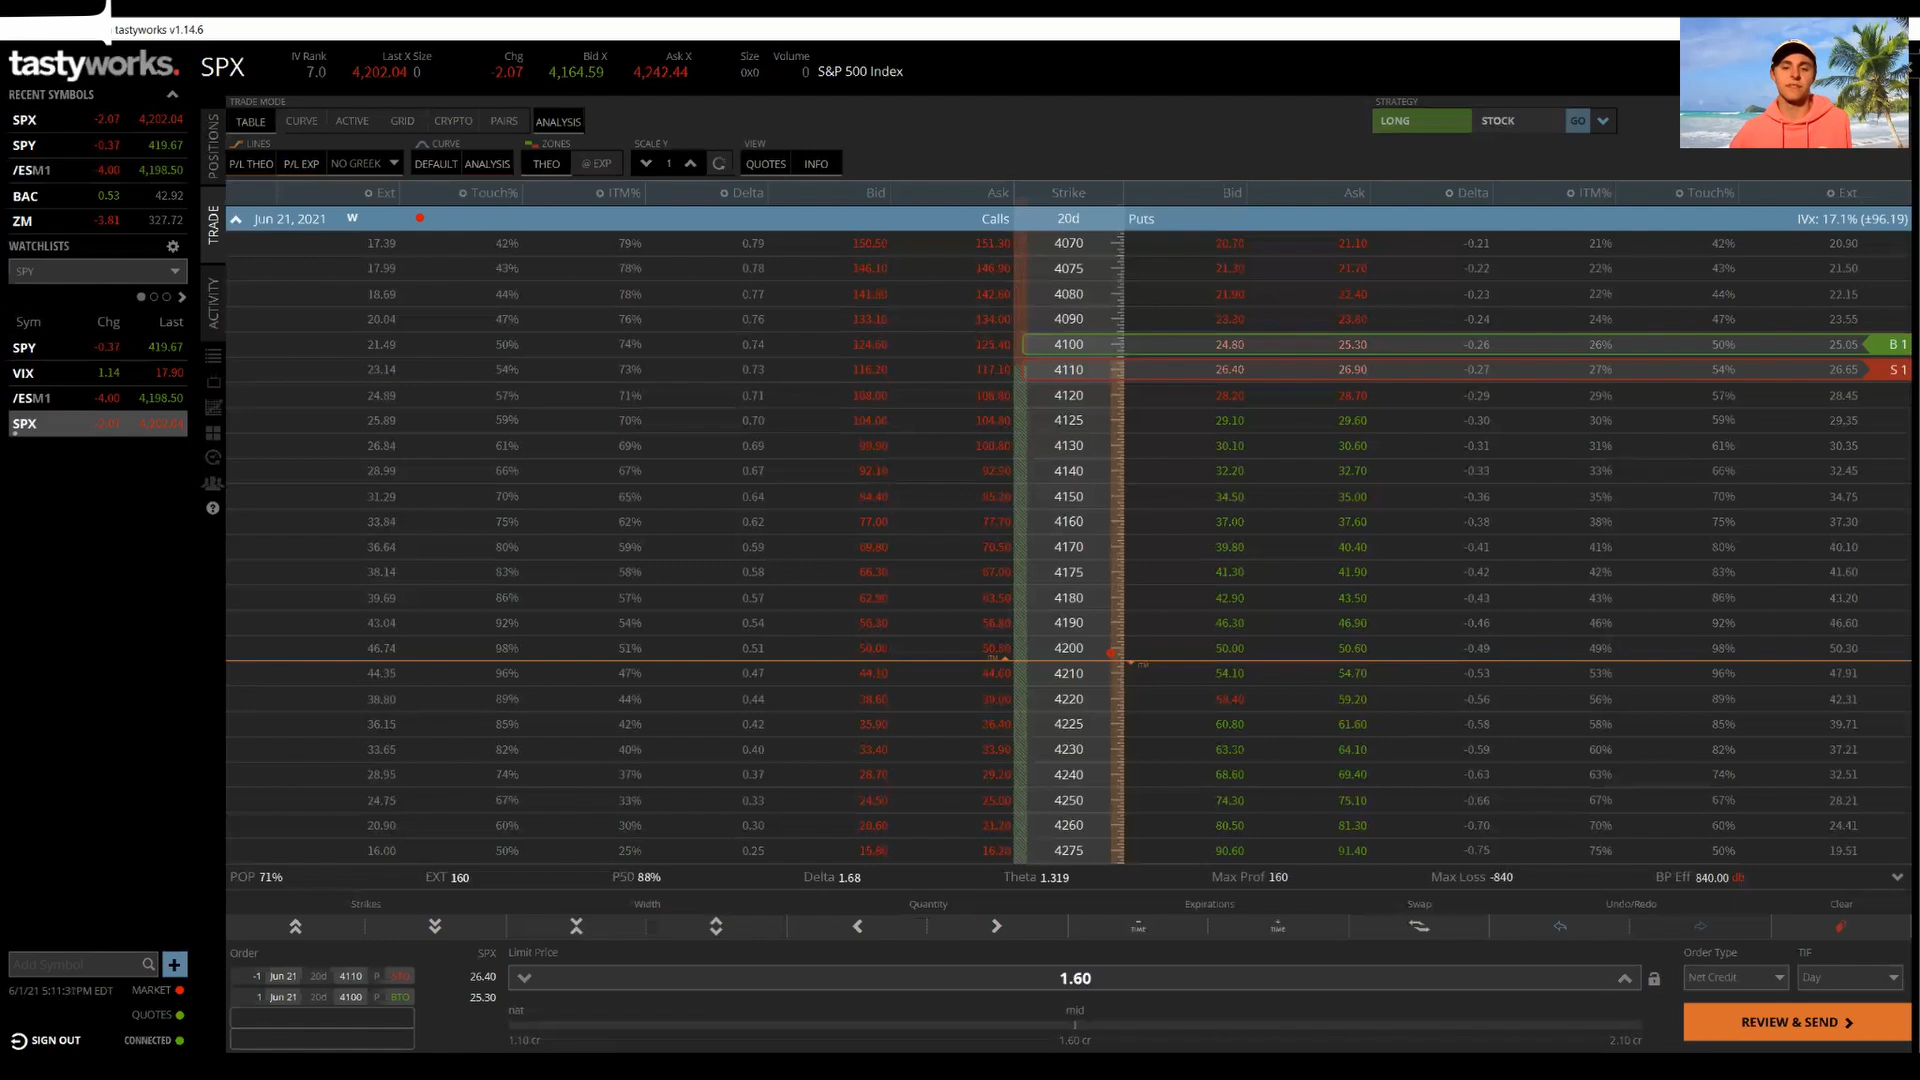 tastyworks v1.14.6
tastyworks.
SPX
IV Rank
7.0
Last X Size
4,202.04 0
Chg
-2.07
Bid X
4,164.59
Ask X
4,242.44
Size
0x0
Volume
0
S&P 500 Index
RECENT SYMBOLS
SPX -2.07 4,202.04
SPY -0.37 419.67
/ESM1 -4.00 4,198.50
BAC 0.53 42.92
ZM -3.81 327.72
WATCHLISTS
SPY
Sym Chg Last
SPY -0.37 419.67
VIX 1.14 17.90
/ESM1 -4.00 4,198.50
SPX -2.07 4,202.04
Add Symbol
6/1/21 5:11:31PM EDT MARKET
QUOTES
SIGN OUT CONNECTED
POSITIONS
TRADE
ACTIVITY
TRADE MODE
TABLE CURVE ACTIVE GRID CRYPTO PAIRS ANALYSIS
STRATEGY
LONG STOCK GO
LINES CURVE ZONES SCALE Y VIEW
P/L THEO P/L EXP NO GREEK DEFAULT ANALYSIS THEO @ EXP 1 QUOTES INFO
Ext Touch% ITM% Delta Bid Ask Strike Bid Ask Delta ITM% Touch% Ext
Jun 21, 2021 W Calls 20d Puts IVx: 17.1% (±96.19)
17.39 42% 79% 0.79 150.50 151.30 4070 20.70 21.10 -0.21 21% 42% 20.90
17.99 43% 78% 0.78 146.10 146.90 4075 21.30 21.70 -0.22 22% 43% 21.50
18.69 44% 78% 0.77 141.80 142.60 4080 21.90 22.40 -0.23 22% 44% 22.15
20.04 47% 76% 0.76 133.10 134.00 4090 23.30 23.80 -0.24 24% 47% 23.55
21.49 50% 74% 0.74 124.60 125.40 4100 24.80 25.30 -0.26 26% 50% 25.05 B 1
23.14 54% 73% 0.73 116.20 117.10 4110 26.40 26.90 -0.27 27% 54% 26.65 S 1
24.89 57% 71% 0.71 108.00 108.80 4120 28.20 28.70 -0.29 29% 57% 28.45
25.89 59% 70% 0.70 104.00 104.80 4125 29.10 29.60 -0.30 30% 59% 29.35
26.84 61% 69% 0.69 99.90 100.80 4130 30.10 30.60 -0.31 31% 61% 30.35
28.99 66% 67% 0.67 92.10 92.90 4140 32.20 32.70 -0.33 33% 66% 32.45
31.29 70% 65% 0.64 84.40 85.20 4150 34.50 35.00 -0.36 35% 70% 34.75
33.84 75% 62% 0.62 77.00 77.70 4160 37.00 37.60 -0.38 38% 75% 37.30
36.64 80% 59% 0.59 69.80 70.50 4170 39.80 40.40 -0.41 41% 80% 40.10
38.14 83% 58% 0.58 66.30 67.00 4175 41.30 41.90 -0.42 42% 83% 41.60
39.69 86% 57% 0.57 62.90 63.50 4180 42.90 43.50 -0.43 43% 86% 43.20
43.04 92% 54% 0.54 56.30 56.80 4190 46.30 46.90 -0.46 46% 92% 46.60
46.74 98% 51% 0.51 50.00 50.50 4200 50.00 50.60 -0.49 49% 98% 50.30
ITM ITM
44.35 96% 47% 0.47 44.10 44.60 4210 54.10 54.70 -0.53 53% 96% 47.91
38.80 89% 44% 0.44 38.60 39.00 4220 58.40 59.20 -0.56 56% 89% 42.31
36.15 85% 42% 0.42 35.90 36.40 4225 60.80 61.60 -0.58 58% 85% 39.71
33.65 82% 40% 0.40 33.40 33.90 4230 63.30 64.10 -0.59 60% 82% 37.21
28.95 74% 37% 0.37 28.70 29.20 4240 68.60 69.40 -0.63 63% 74% 32.51
24.75 67% 33% 0.33 24.50 25.00 4250 74.30 75.10 -0.66 67% 67% 28.21
20.90 60% 30% 0.30 20.60 4260 80.50 81.30 -0.70 70% 60% 24.41
16.00 50% 25% 0.25 15.80 16.20 4275 90.60 91.40 -0.75 75% 50% 19.51
POP 71% EXT 160 P50 88% Delta 1.68 Theta 1.319 Max Prof 160 Max Loss -840 BP Eff 840.00 db
Strikes Width Quantity Expirations Swap Undo/Redo Clear
TIME TIME
Order SPX Limit Price Order Type TIF
-1 Jun 21 20d 4110 P STO 26.40
1 Jun 21 20d 4100 P BTO 25.30
1.60
Net Credit Day
nat mid
1.10 cr 1.60 cr 2.10 cr
REVIEW & SEND